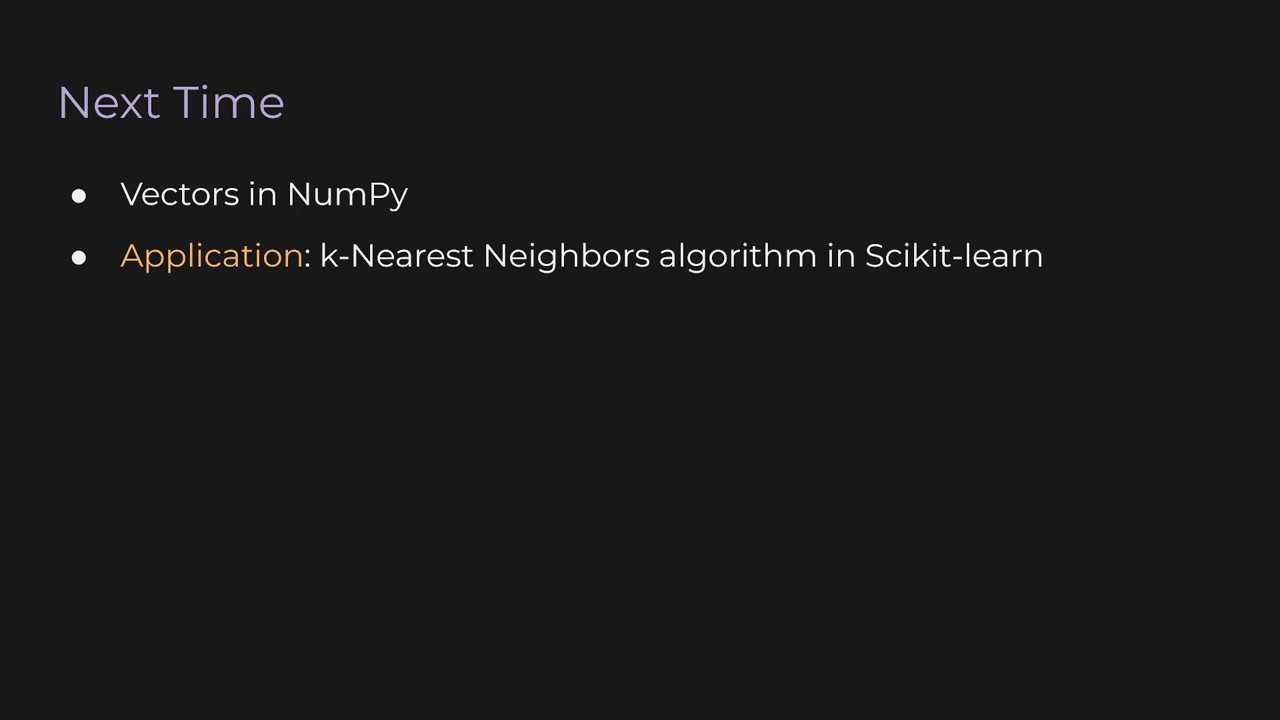 Next Time
● Vectors in NumPy
● Application: k-Nearest Neighbors algorithm in Scikit-learn